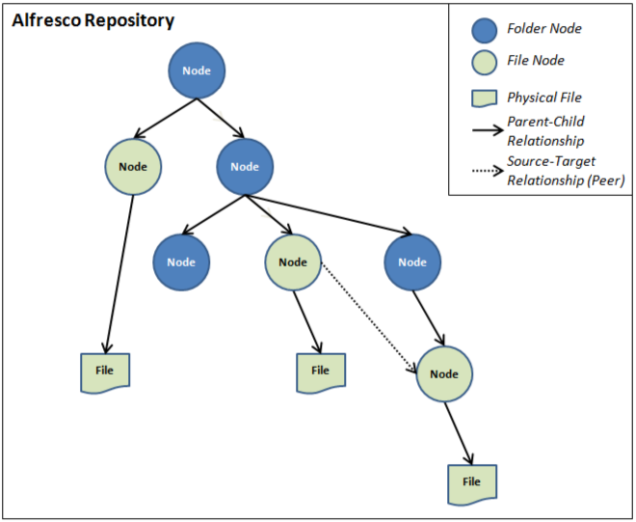 Alfresco Repository
Folder Node
File Node
Physical File
Parent-Child
Relationship
Source-Target
Relationship (Peer)
Node
Node
Node
Node
Node
Node
File
File
Node
File